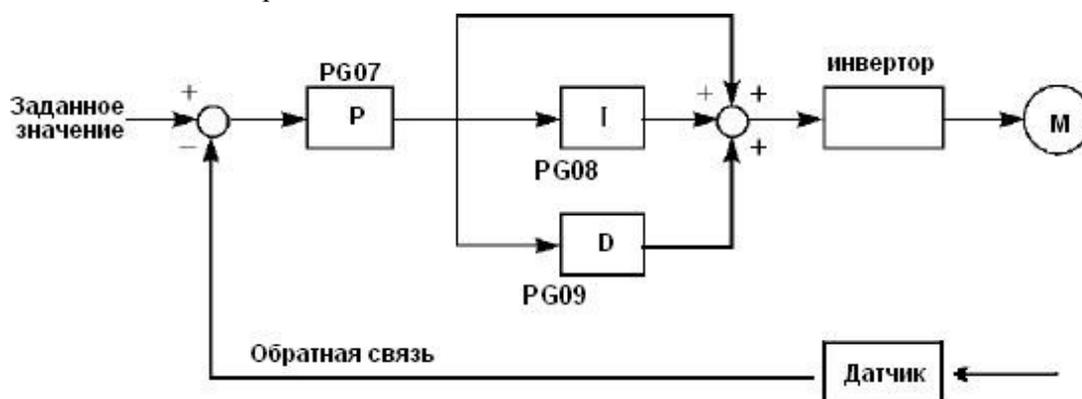 PG07
инвертор
Заданное
значение
+
−
P
I
+
+
+
M
PG08
D
PG09
Обратная связь
Датчик